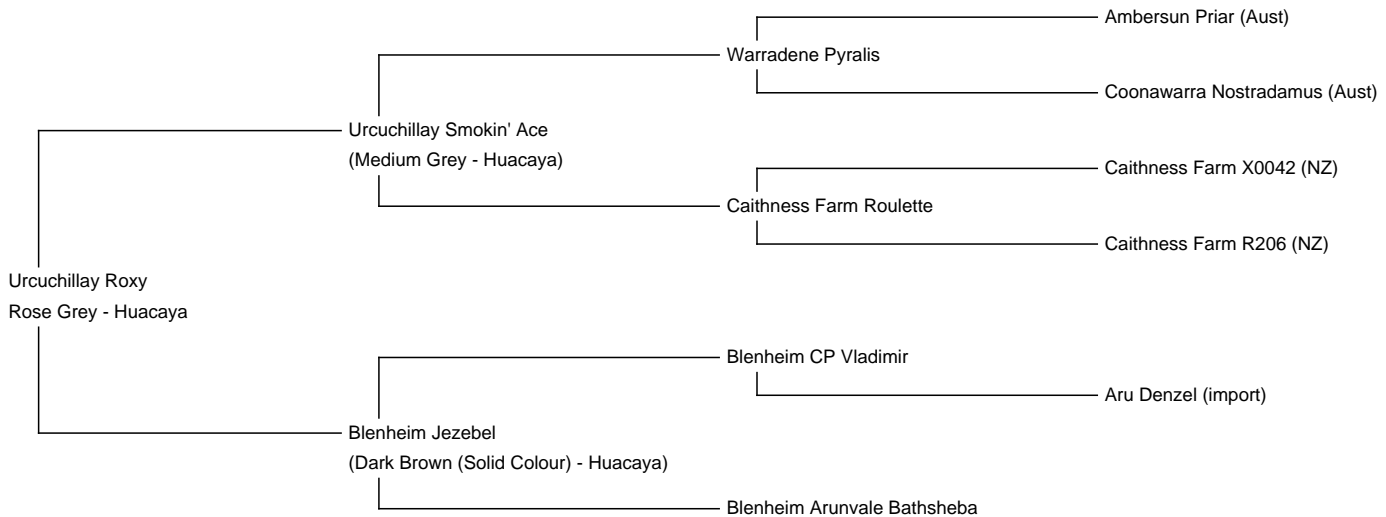 Ambersun Priar (Aust)
Warradene Pyralis
Coonawarra Nostradamus (Aust)
Urcuchillay Smokin' Ace
(Medium Grey - Huacaya)
Caithness Farm X0042 (NZ)
Caithness Farm Roulette
Caithness Farm R206 (NZ)
Urcuchillay Roxy
Rose Grey - Huacaya
Blenheim CP Vladimir
Aru Denzel (import)
Blenheim Jezebel
(Dark Brown (Solid Colour) - Huacaya)
Blenheim Arunvale Bathsheba